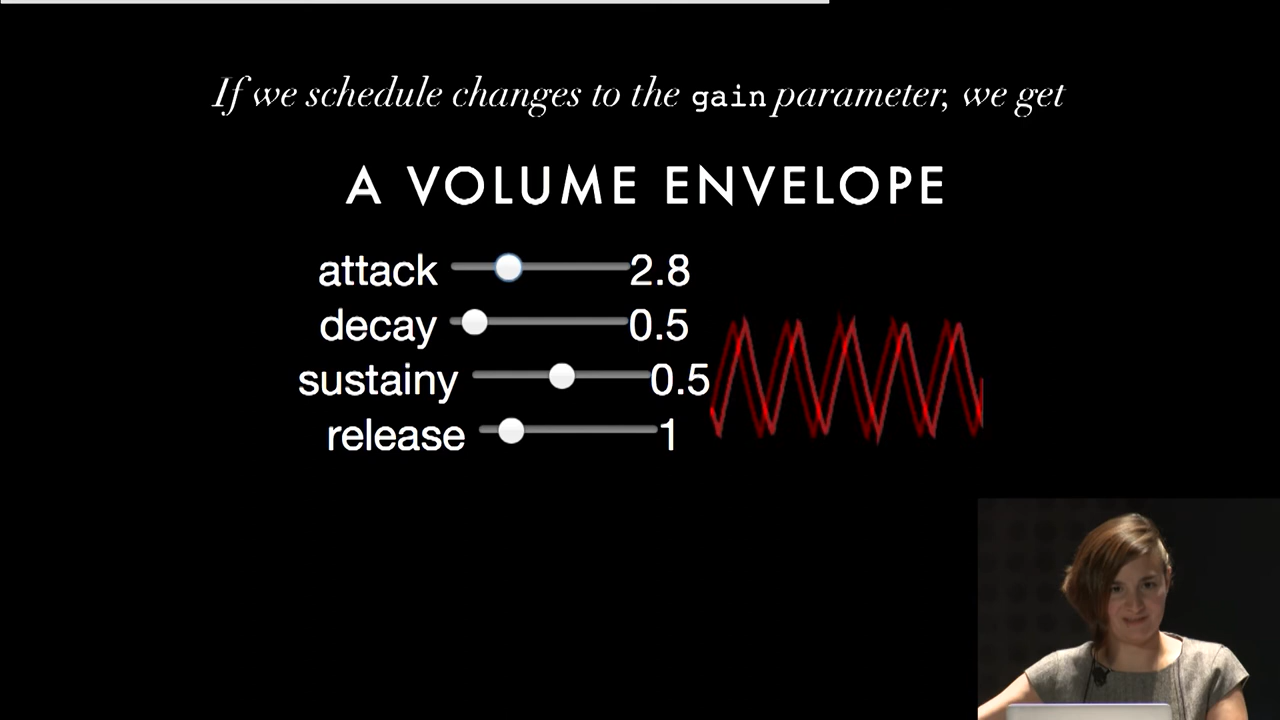 If we schedule changes to the gain parameter, we get
A VOLUME ENVELOPE
attack 2.8
decay 0.5
sustainy 0.5
release 1